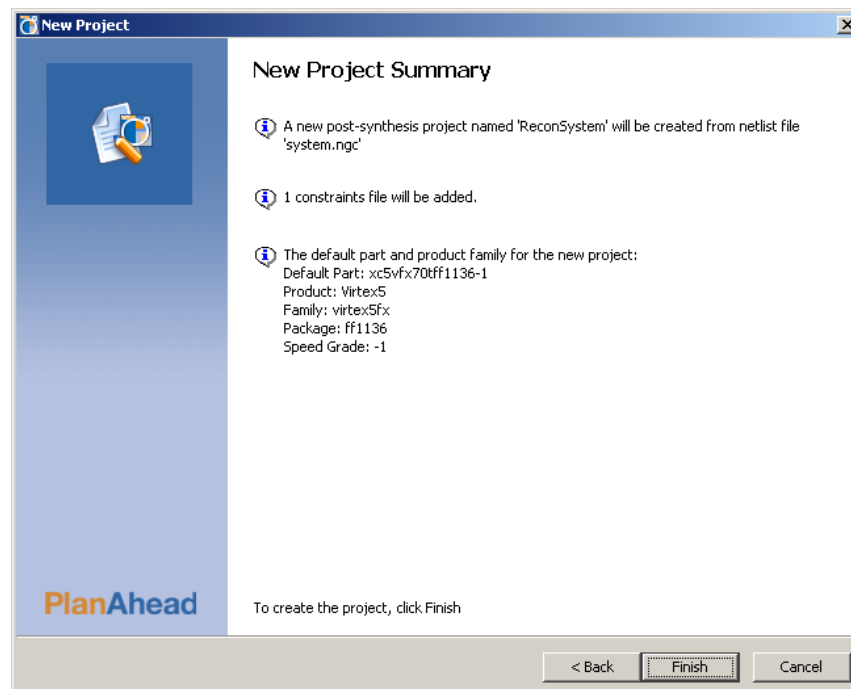 New Project
New Project Summary
A new post-synthesis project named 'ReconSystem' will be created from netlist file
'system.ngc'
1 constraints file will be added.
The default part and product family for the new project:
Default Part: xc5vfx70tff1136-1
Product: Virtex5
Family: virtex5fx
Package: ff1136
Speed Grade: -1
PlanAhead
To create the project, click Finish
< Back
Finish
Cancel